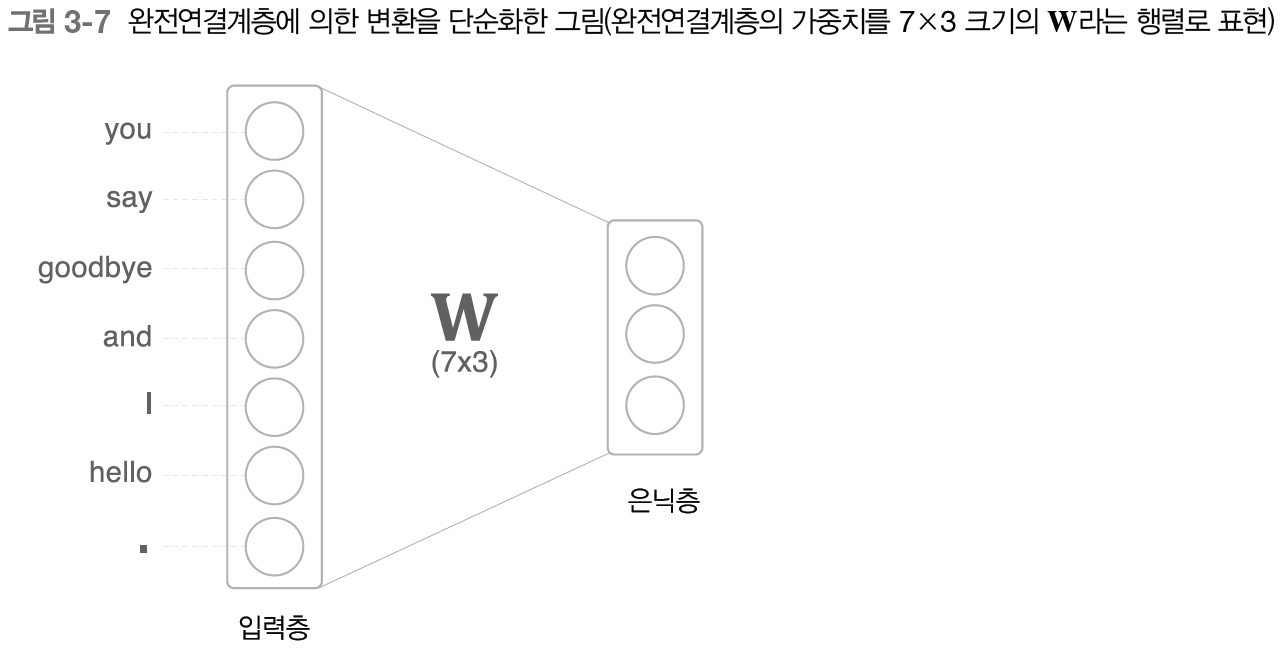 그림 3-7 완전연결계층에 의한 변환을 단순화한 그림(완전연결계층의 가중치를 7×3 크기의 W라는 행렬로 표현)
you
say
goodbye
and
I
hello
.
W
(7x3)
은닉층
입력층